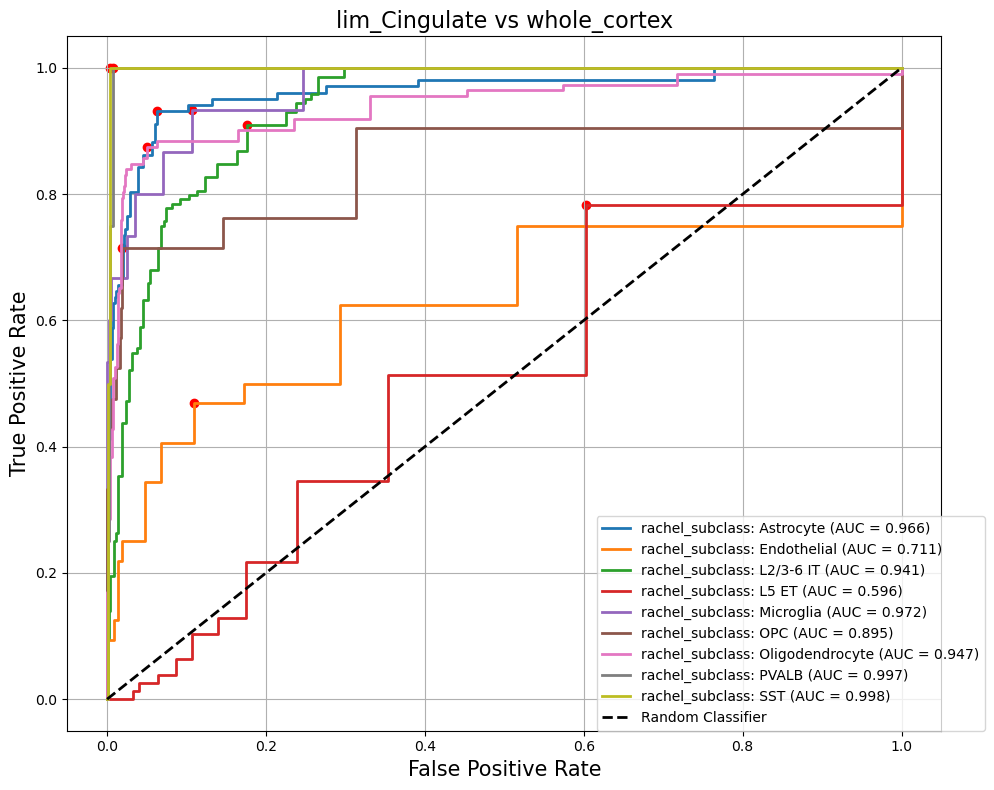 lim_Cingulate vs whole_cortex
True Positive Rate
1.0
0.8
0.6
0.4
0.2
0.0
rachel_subclass: Astrocyte (AUC = 0.966)
rachel_subclass: Endothelial (AUC = 0.711)
rachel_subclass: L2/3-6 IT (AUC = 0.941)
rachel_subclass: L5 ET (AUC = 0.596)
rachel_subclass: Microglia (AUC = 0.972)
rachel_subclass: OPC (AUC = 0.895)
rachel_subclass: Oligodendrocyte (AUC = 0.947)
rachel_subclass: PVALB (AUC = 0.997)
rachel_subclass: SST (AUC = 0.998)
Random Classifier
0.0 0.2 0.4 0.6 0.8 1.0
False Positive Rate